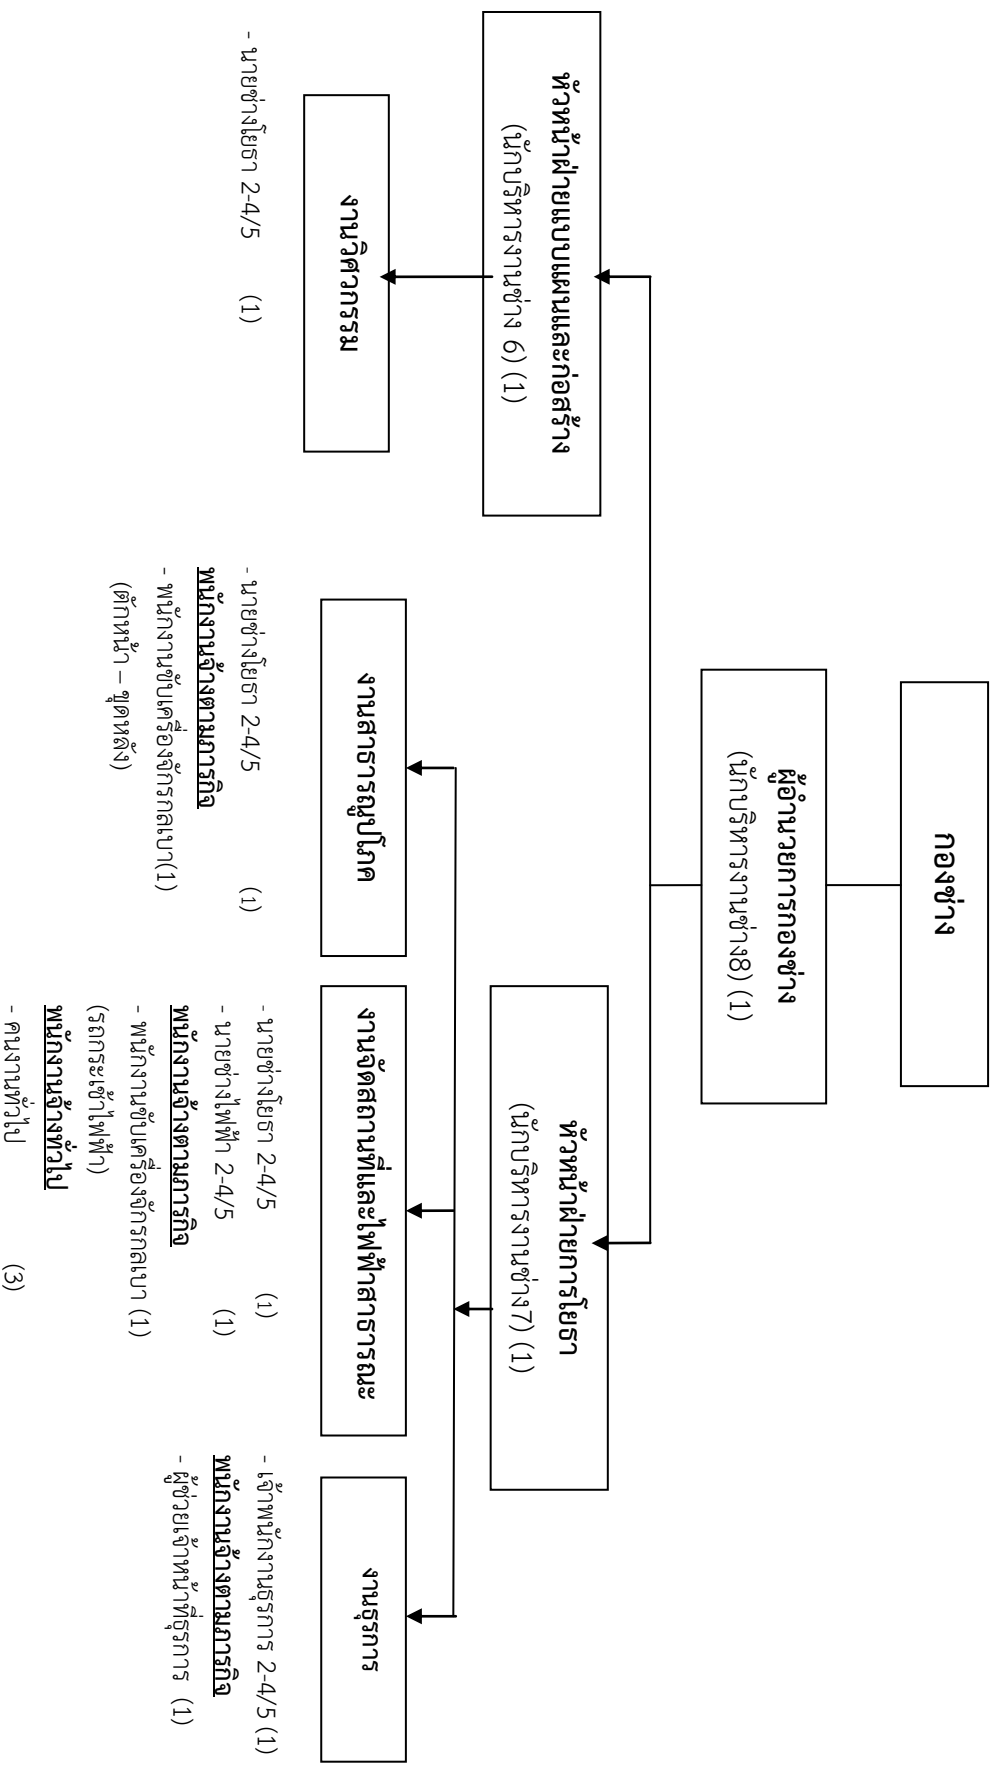 กองช่าง
ผู้อำนวยการกองช่าง
(นักบริหารงานช่าง8) (1)
หัวหน้าฝ่ายแบบแผนและก่อสร้าง
(นักบริหารงานช่าง 6) (1)
หัวหน้าฝ่ายการโยธา
(นักบริหารงานช่าง7) (1)
งานวิศวกรรม
- นายช่างโยธา 2-4/5 (1)
งานสาธารณูปโภค
- นายช่างโยธา 2-4/5 (1)
พนักงานจ้างตามภารกิจ
- พนักงานขับเครื่องจักรกลเบา(1)
(ตักหน้า – ขุดหลัง)
งานจัดสถานที่และไฟฟ้าสาธารณะ
- นายช่างโยธา 2-4/5 (1)
- นายช่างไฟฟ้า 2-4/5 (1)
พนักงานจ้างตามภารกิจ
- พนักงานขับเครื่องจักรกลเบา (1)
(รถกระเช้าไฟฟ้า)
พนักงานจ้างทั่วไป
- คนงานทั่วไป (3)
งานธุรการ
- เจ้าพนักงานธุรการ 2-4/5 (1)
พนักงานจ้างตามภารกิจ
- ผู้ช่วยเจ้าหน้าที่ธุรการ (1)